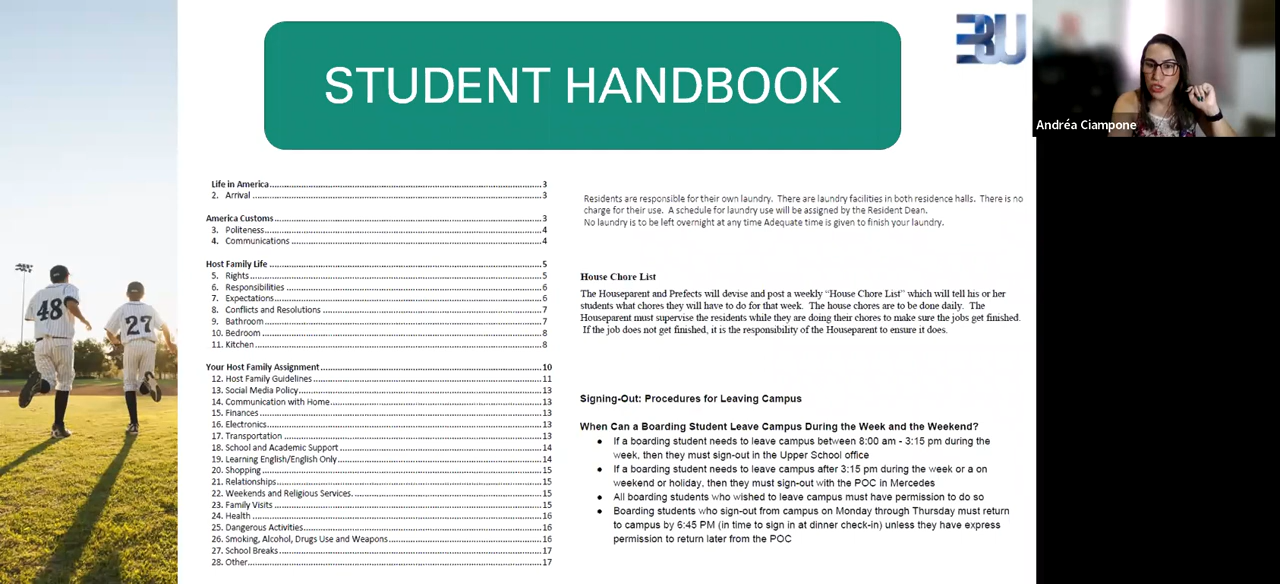 STUDENT HANDBOOK
BU
Andréa Ciampone
48
27
Life in America 3
2. Arrival 3
America Customs 3
3. Politeness 4
4. Communications 4
Host Family Life 5
5. Rights 5
6. Responsibilities 6
7. Expectations 6
8. Conflicts and Resolutions 7
9. Bathroom 7
10. Bedroom 8
11. Kitchen 8
Your Host Family Assignment 10
12. Host Family Guidelines 11
13. Social Media Policy 13
14. Communication with Home 13
15. Finances 13
16. Electronics 13
17. Transportation 13
18. School and Academic Support 14
19. Learning English/English Only 14
20. Shopping 15
21. Relationships 15
22. Weekends and Religious Services. 15
23. Family Visits 15
24. Health 16
25. Dangerous Activities 16
26. Smoking, Alcohol, Drugs Use and Weapons 16
27. School Breaks 17
28. Other 17
Residents are responsible for their own laundry. There are laundry facilities in both residence halls. There is no
charge for their use. A schedule for laundry use will be assigned by the Resident Dean.
No laundry is to be left overnight at any time Adequate time is given to finish your laundry.
House Chore List
The Houseparent and Prefects will devise and post a weekly “House Chore List” which will tell his or her
students what chores they will have to do for that week. The house chores are to be done daily. The
Houseparent must supervise the residents while they are doing their chores to make sure the jobs get finished.
If the job does not get finished, it is the responsibility of the Houseparent to ensure it does.
Signing-Out: Procedures for Leaving Campus
When Can a Boarding Student Leave Campus During the Week and the Weekend?
● If a boarding student needs to leave campus between 8:00 am - 3:15 pm during the
week, then they must sign-out in the Upper School office
● If a boarding student needs to leave campus after 3:15 pm during the week or a on
weekend or holiday, then they must sign-out with the POC in Mercedes
● All boarding students who wished to leave campus must have permission to do so
● Boarding students who sign-out from campus on Monday through Thursday must return
to campus by 6:45 PM (in time to sign in at dinner check-in) unless they have express
permission to return later from the POC